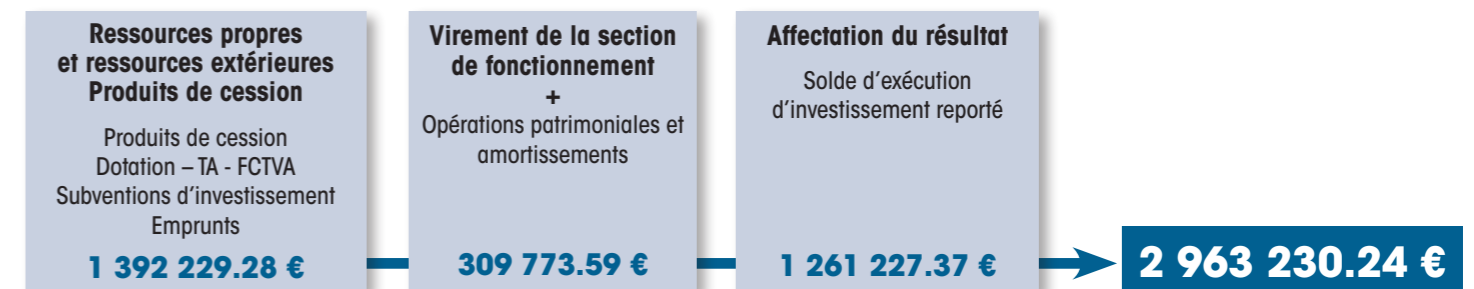 Ressources propres
et ressources extérieures
Produits de cession
Produits de cession
Dotation – TA - FCTVA
Subventions d'investissement
Emprunts
1 392 229.28 €
Virement de la section
de fonctionnement
+
Opérations patrimoniales et
amortissements
309 773.59 €
Affectation du résultat
Solde d'exécution
d'investissement reporté
1 261 227.37 €
2 963 230.24 €